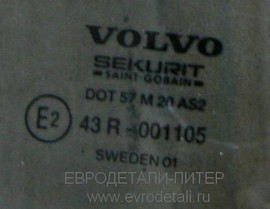 VOLVO
SEKURIT
SAINT-GOBAIN
DOT 57 M 20 AS2
E2 43 R-001105
SWEDEN 01
ЕВРОДЕТАЛИ-ПИТЕР
www.evrodetali.ru/